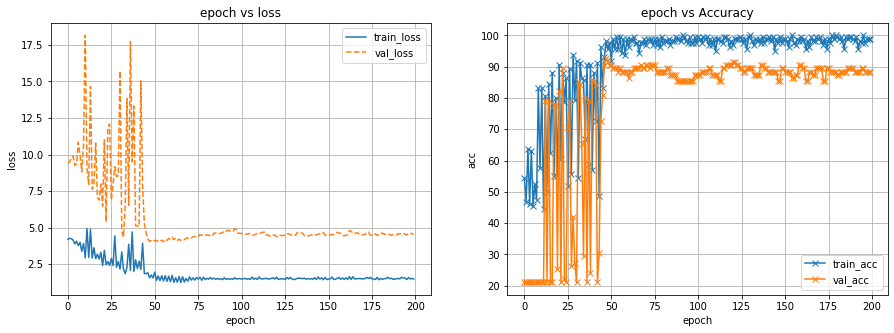 epoch vs loss
train_loss
val_loss
17.5
15.0
12.5
10.0
7.5
5.0
2.5
loss
0 25 50 75 100 125 150 175 200
epoch
epoch vs Accuracy
100
90
80
70
60
50
40
30
20
acc
train_acc
val_acc
0 25 50 75 100 125 150 175 200
epoch